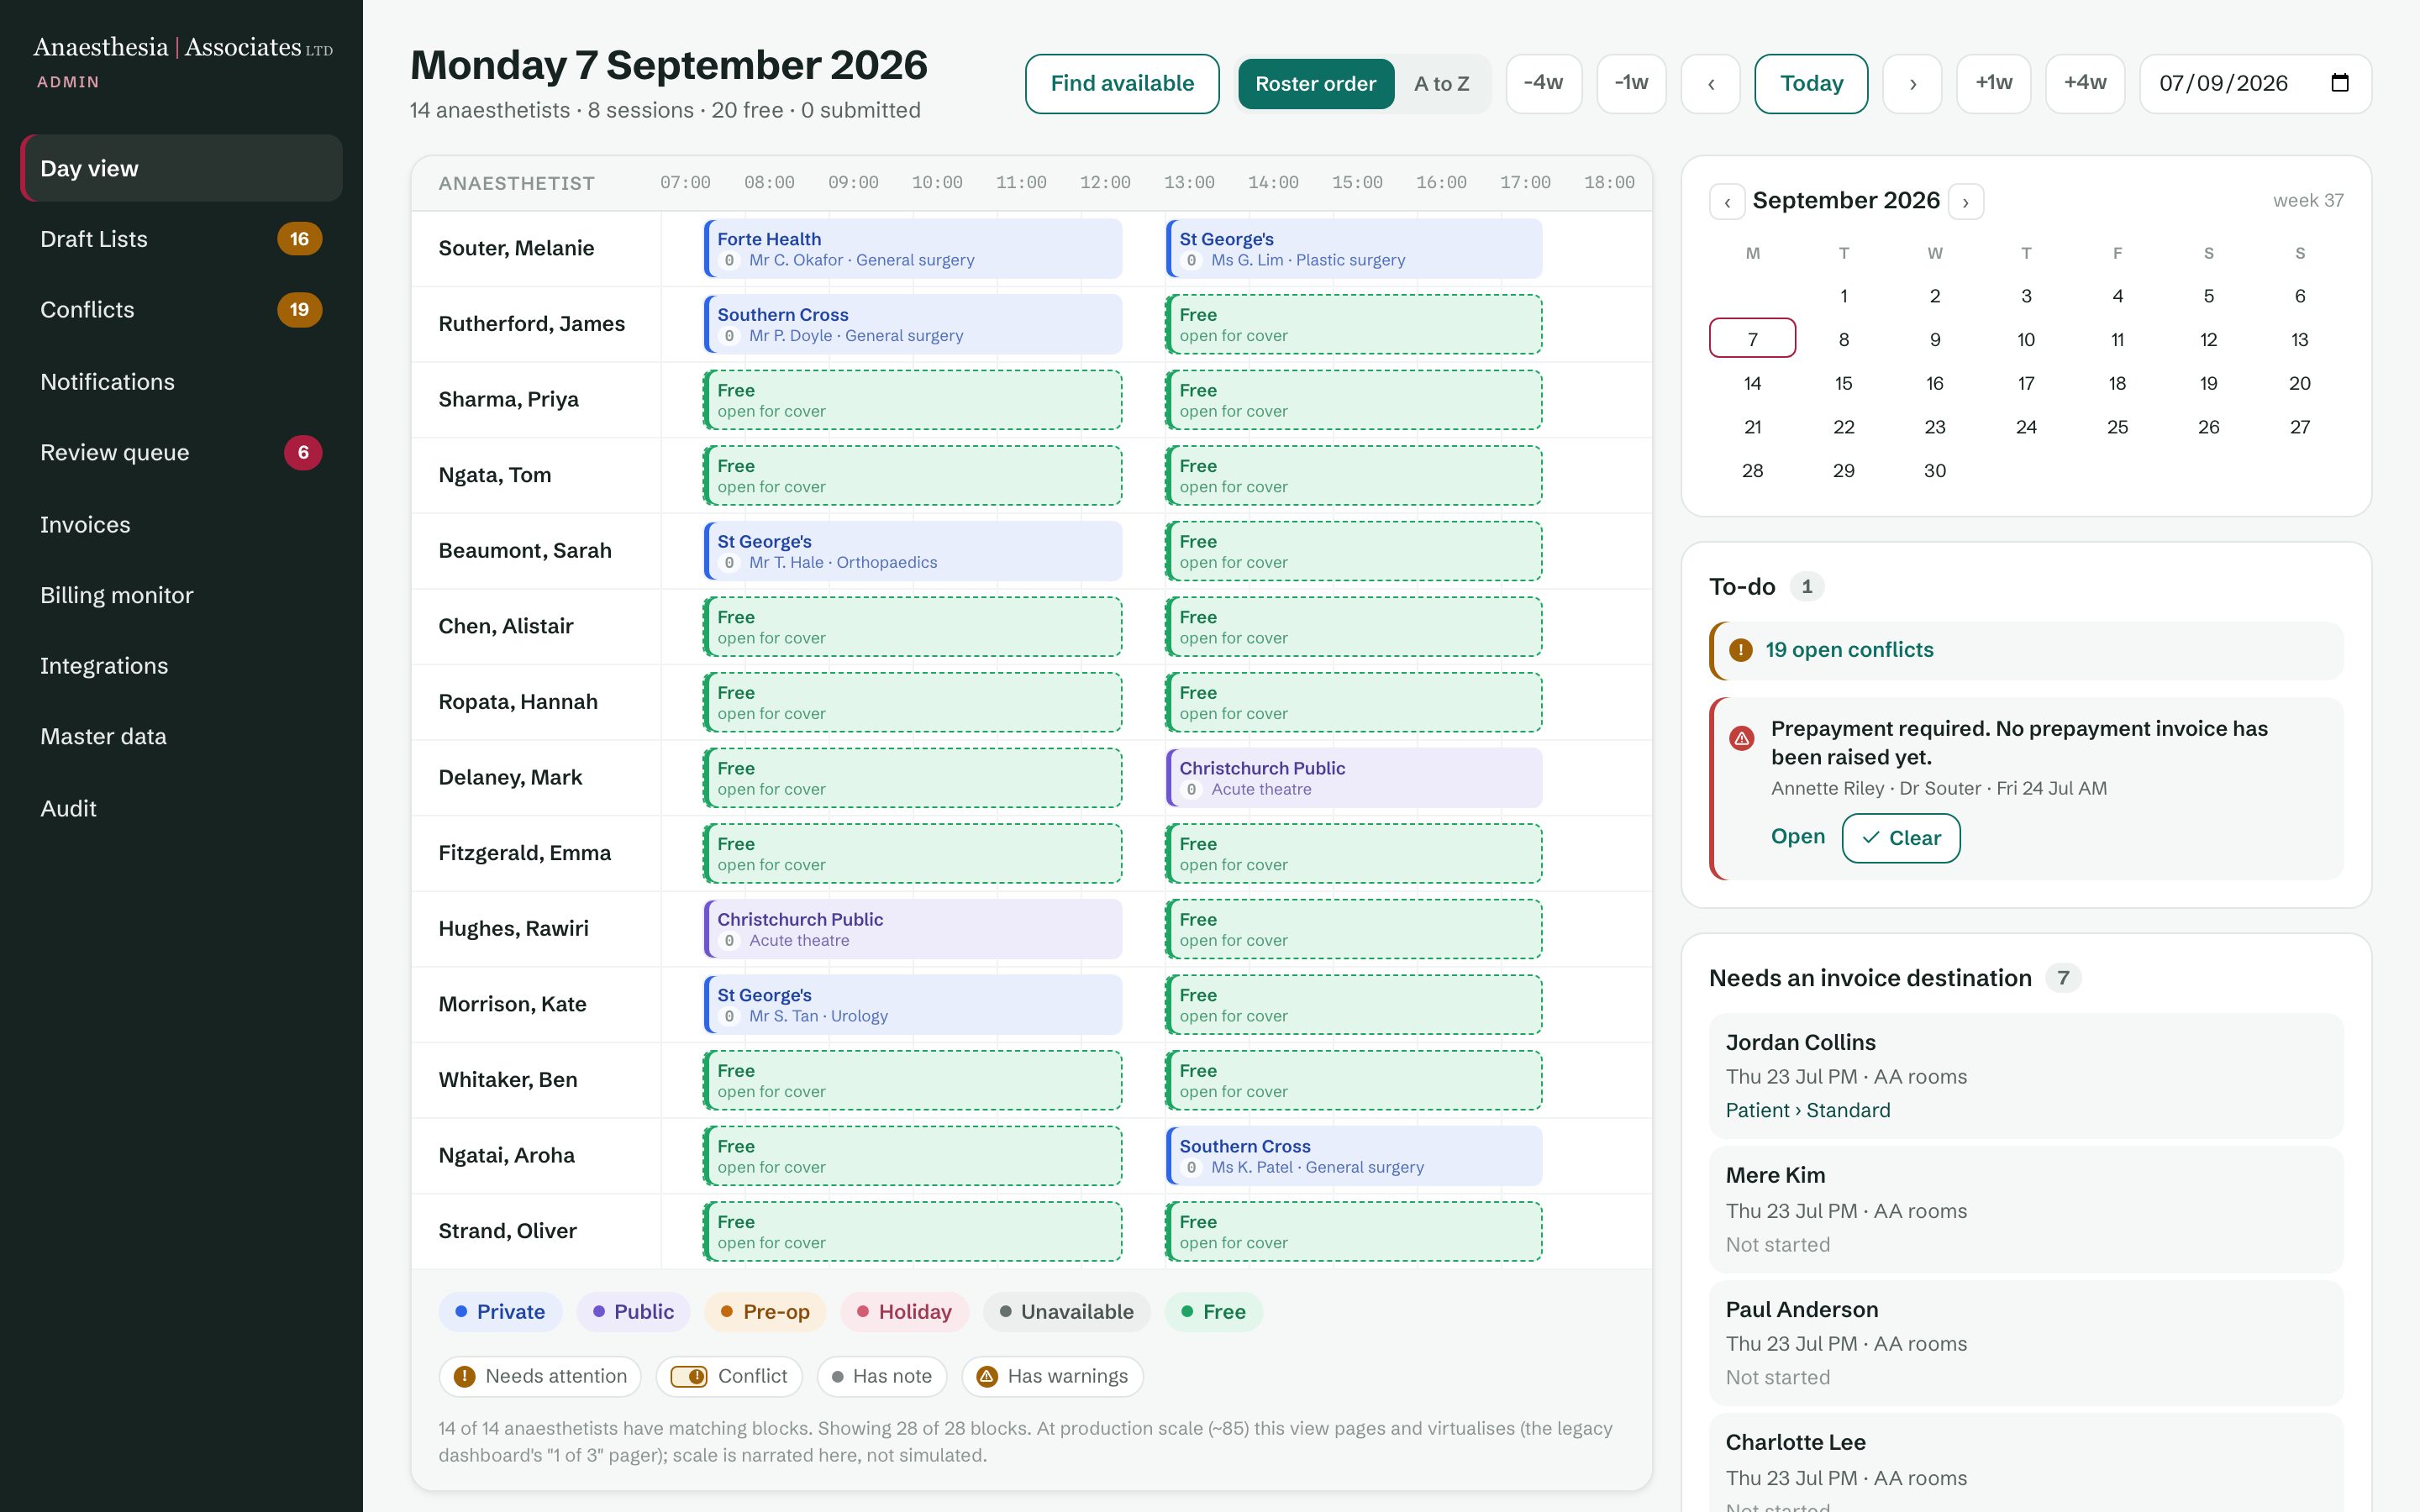 Anaesthesia | Associates LTD
ADMIN
Day view
Draft Lists 16
Conflicts 19
Notifications
Review queue 6
Invoices
Billing monitor
Integrations
Master data
Audit
Monday 7 September 2026
14 anaesthetists · 8 sessions · 20 free · 0 submitted
Find available Roster order A to Z -4w -1w ‹ Today › +1w +4w 07/09/2026
ANAESTHETIST 07:00 08:00 09:00 10:00 11:00 12:00 13:00 14:00 15:00 16:00 17:00 18:00
Souter, Melanie
Forte Health
0 Mr C. Okafor · General surgery
St George's
0 Ms G. Lim · Plastic surgery
Rutherford, James
Southern Cross
0 Mr P. Doyle · General surgery
Free
open for cover
Sharma, Priya
Free
open for cover
Free
open for cover
Ngata, Tom
Free
open for cover
Free
open for cover
Beaumont, Sarah
St George's
0 Mr T. Hale · Orthopaedics
Free
open for cover
Chen, Alistair
Free
open for cover
Free
open for cover
Ropata, Hannah
Free
open for cover
Free
open for cover
Delaney, Mark
Free
open for cover
Christchurch Public
0 Acute theatre
Fitzgerald, Emma
Free
open for cover
Free
open for cover
Hughes, Rawiri
Christchurch Public
0 Acute theatre
Free
open for cover
Morrison, Kate
St George's
0 Mr S. Tan · Urology
Free
open for cover
Whitaker, Ben
Free
open for cover
Free
open for cover
Ngatai, Aroha
Free
open for cover
Southern Cross
0 Ms K. Patel · General surgery
Strand, Oliver
Free
open for cover
Free
open for cover
Private Public Pre-op Holiday Unavailable Free
Needs attention Conflict Has note Has warnings
14 of 14 anaesthetists have matching blocks. Showing 28 of 28 blocks. At production scale (~85) this view pages and virtualises (the legacy
dashboard's "1 of 3" pager); scale is narrated here, not simulated.
‹ September 2026 › week 37
M T W T F S S
1 2 3 4 5 6
7 8 9 10 11 12 13
14 15 16 17 18 19 20
21 22 23 24 25 26 27
28 29 30
To-do 1
19 open conflicts
Prepayment required. No prepayment invoice has
been raised yet.
Annette Riley · Dr Souter · Fri 24 Jul AM
Open Clear
Needs an invoice destination 7
Jordan Collins
Thu 23 Jul PM · AA rooms
Patient › Standard
Mere Kim
Thu 23 Jul PM · AA rooms
Not started
Paul Anderson
Thu 23 Jul PM · AA rooms
Not started
Charlotte Lee
Thu 23 Jul PM · AA rooms
Not started